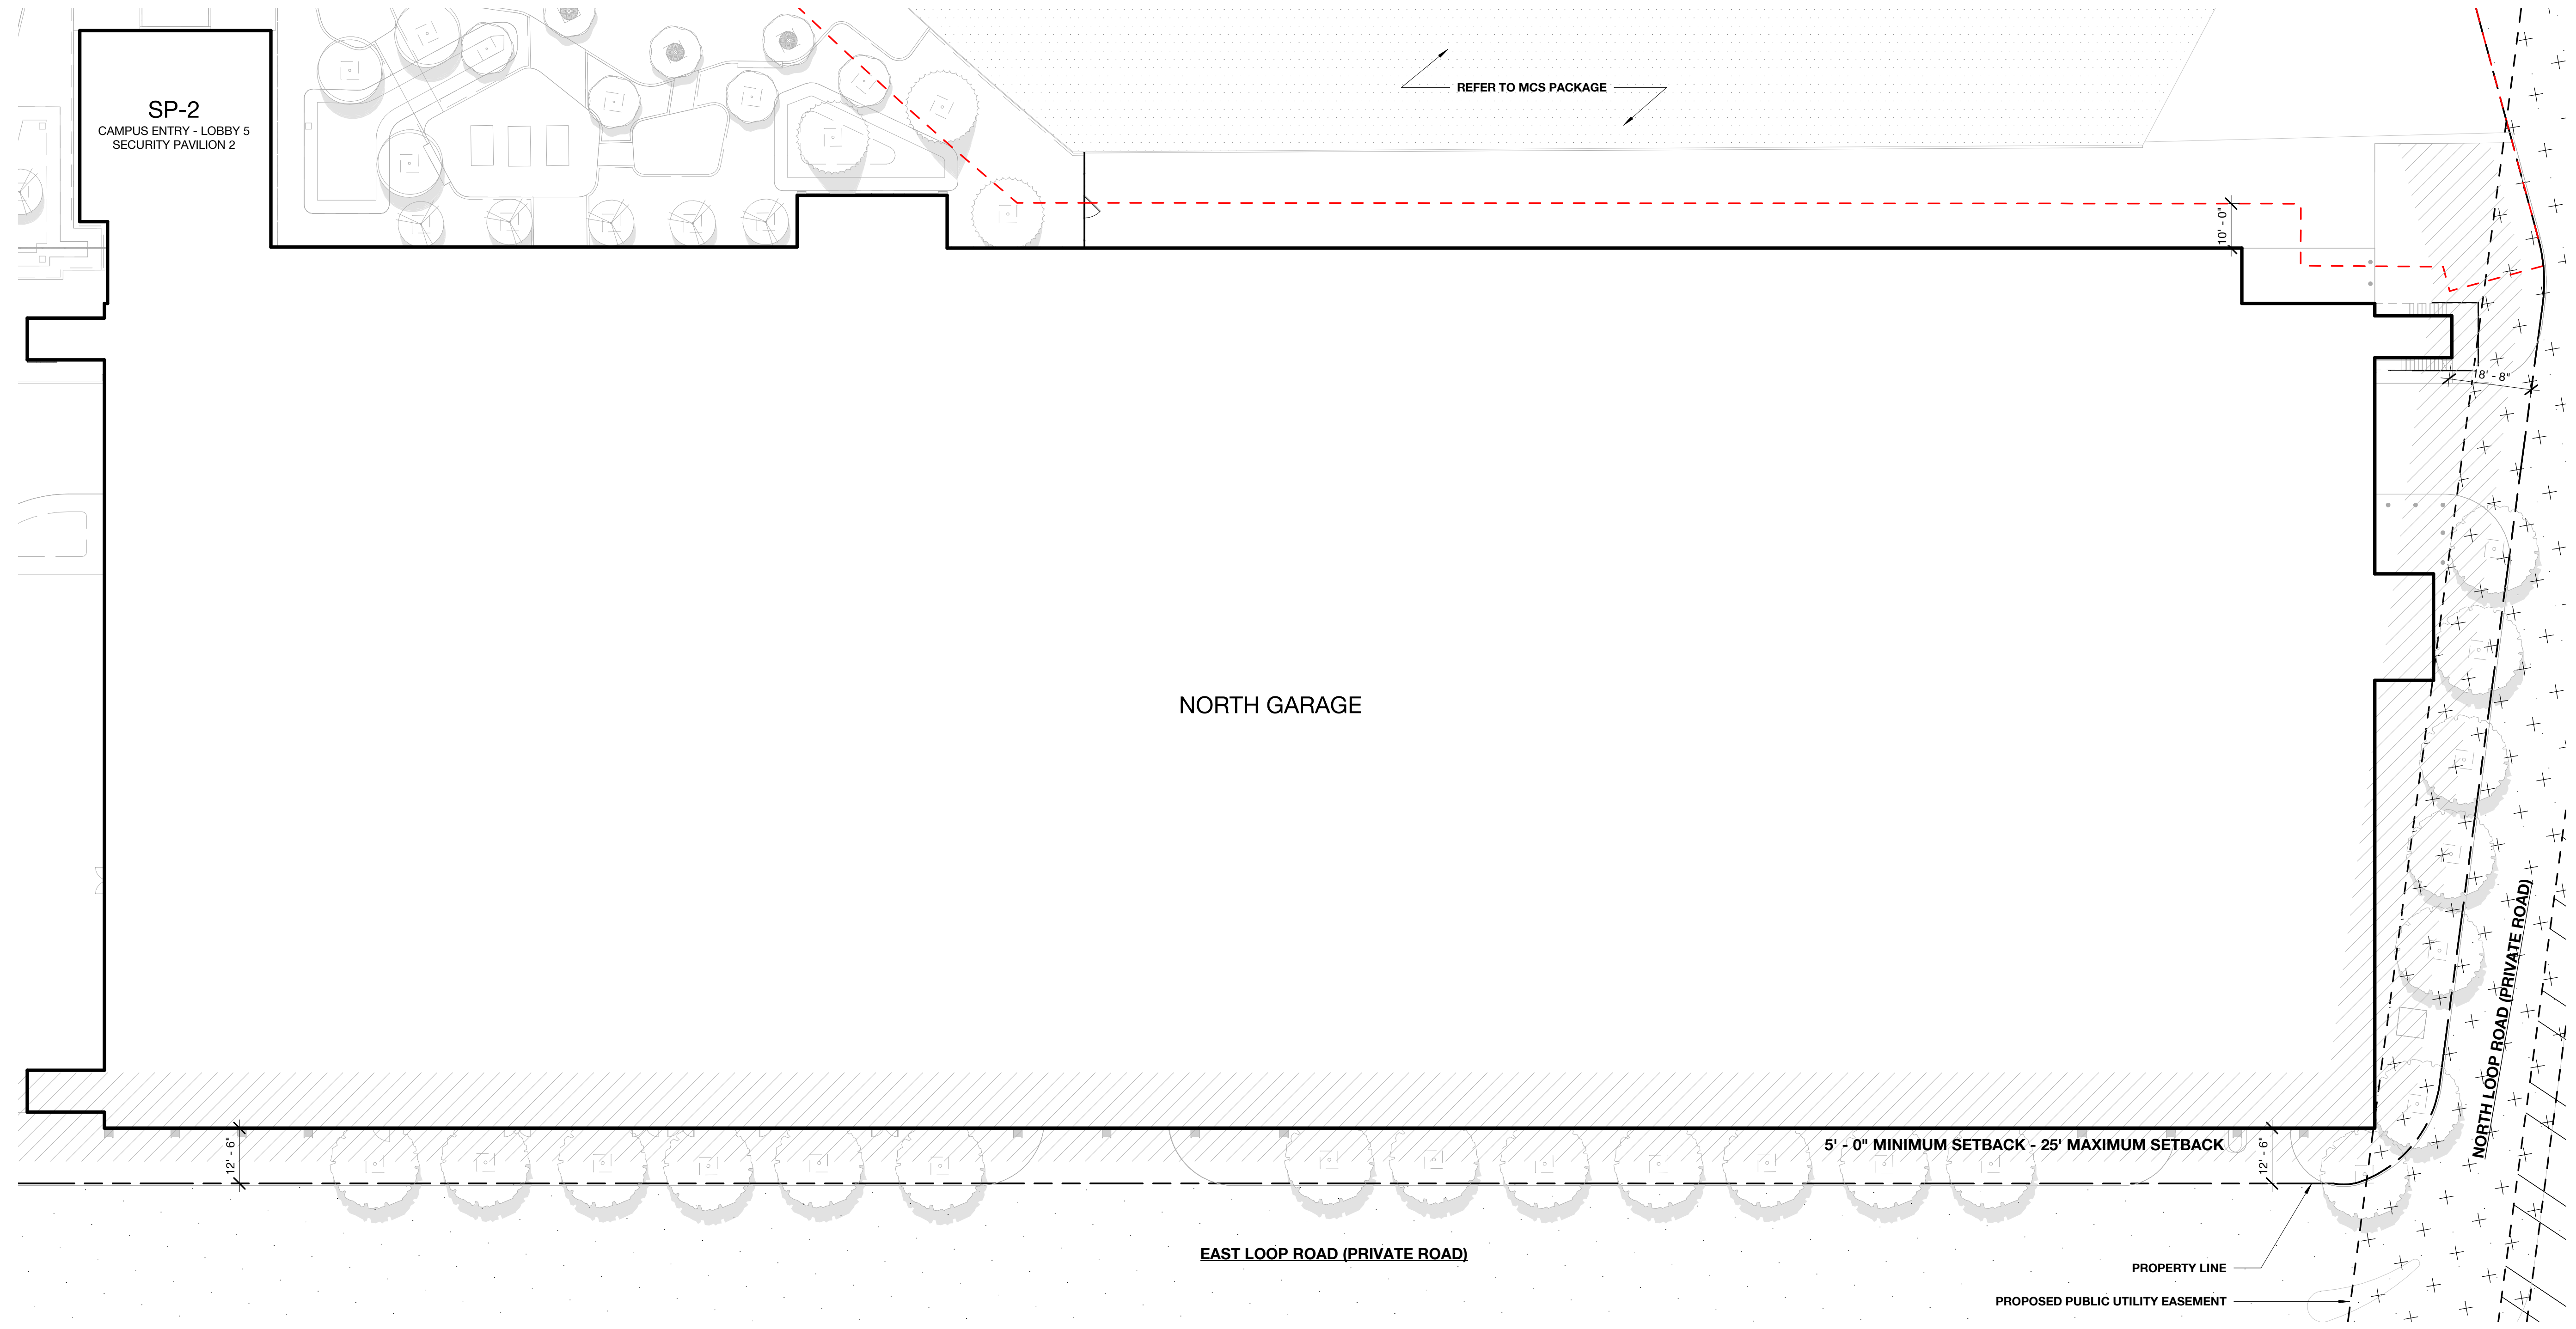 SP-2
CAMPUS ENTRY - LOBBY 5
SECURITY PAVILION 2
REFER TO MCS PACKAGE
10' - 0"
18' - 8"
NORTH GARAGE
NORTH LOOP ROAD (PRIVATE ROAD)
12' - 6"
5' - 0" MINIMUM SETBACK - 25' MAXIMUM SETBACK
12' - 6"
EAST LOOP ROAD (PRIVATE ROAD)
PROPERTY LINE
PROPOSED PUBLIC UTILITY EASEMENT